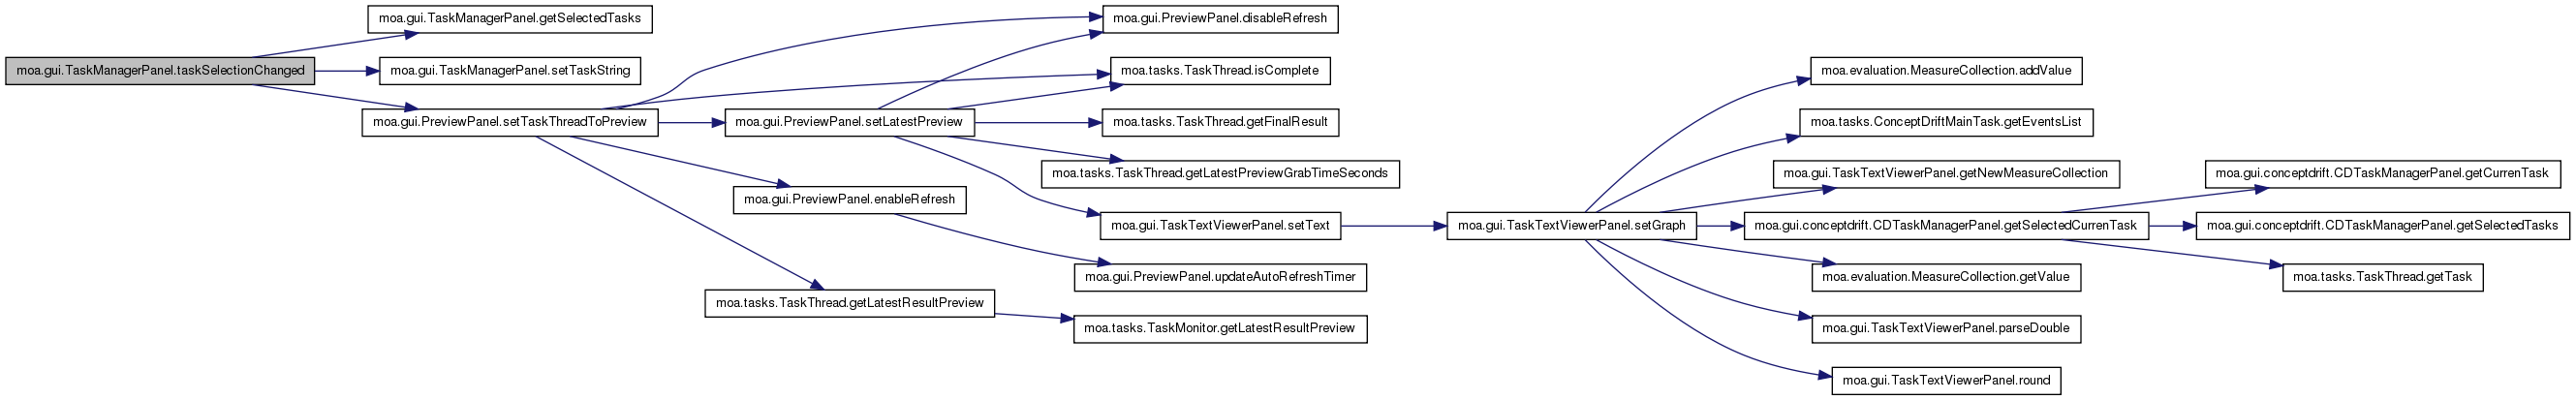 moa.gui.TaskManagerPanel.taskSelectionChanged
moa.gui.TaskManagerPanel.getSelectedTasks
moa.gui.TaskManagerPanel.setTaskString
moa.gui.PreviewPanel.setTaskThreadToPreview
moa.gui.PreviewPanel.setLatestPreview
moa.gui.PreviewPanel.enableRefresh
moa.tasks.TaskThread.getLatestResultPreview
moa.gui.PreviewPanel.disableRefresh
moa.tasks.TaskThread.isComplete
moa.tasks.TaskThread.getFinalResult
moa.tasks.TaskThread.getLatestPreviewGrabTimeSeconds
moa.gui.TaskTextViewerPanel.setText
moa.gui.PreviewPanel.updateAutoRefreshTimer
moa.tasks.TaskMonitor.getLatestResultPreview
moa.gui.TaskTextViewerPanel.setGraph
moa.evaluation.MeasureCollection.addValue
moa.tasks.ConceptDriftMainTask.getEventsList
moa.gui.TaskTextViewerPanel.getNewMeasureCollection
moa.gui.conceptdrift.CDTaskManagerPanel.getSelectedCurrenTask
moa.evaluation.MeasureCollection.getValue
moa.gui.TaskTextViewerPanel.parseDouble
moa.gui.TaskTextViewerPanel.round
moa.gui.conceptdrift.CDTaskManagerPanel.getCurrenTask
moa.gui.conceptdrift.CDTaskManagerPanel.getSelectedTasks
moa.tasks.TaskThread.getTask